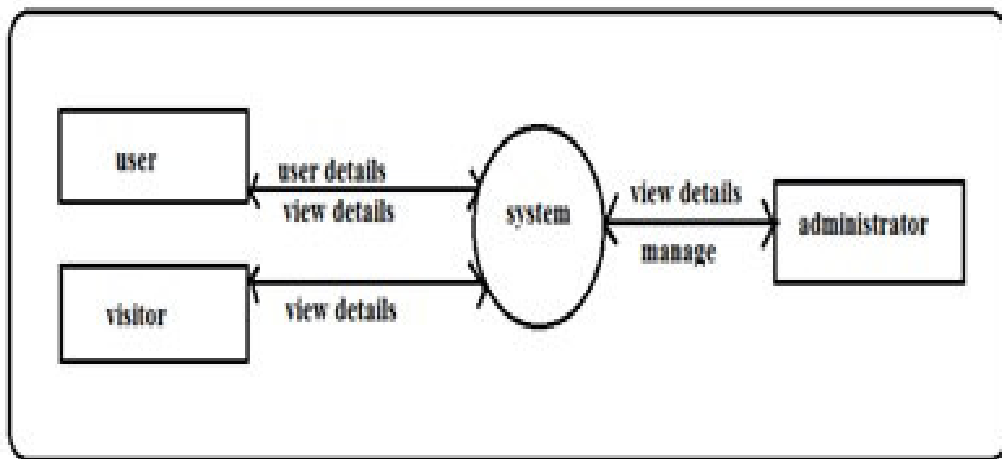 user
user details
view details
visitor
view details
system
view details
manage
administrator